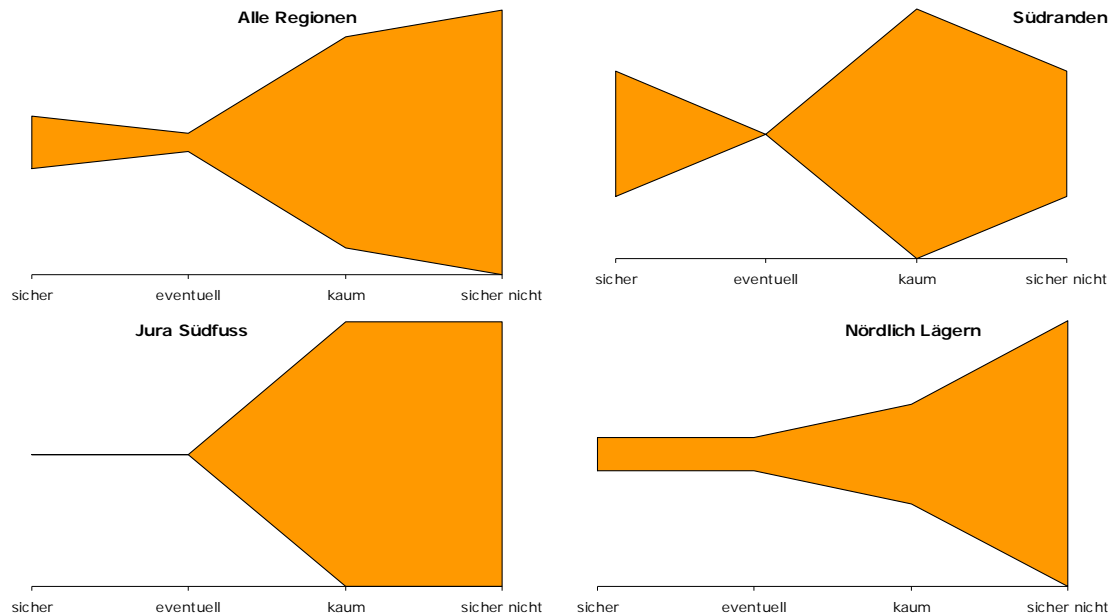 Alle Regionen
sicher eventuell kaum sicher nicht
Südranden
sicher eventuell kaum sicher nicht
Jura Südfuss
sicher eventuell kaum sicher nicht
Nördlich Lägern
sicher eventuell kaum sicher nicht